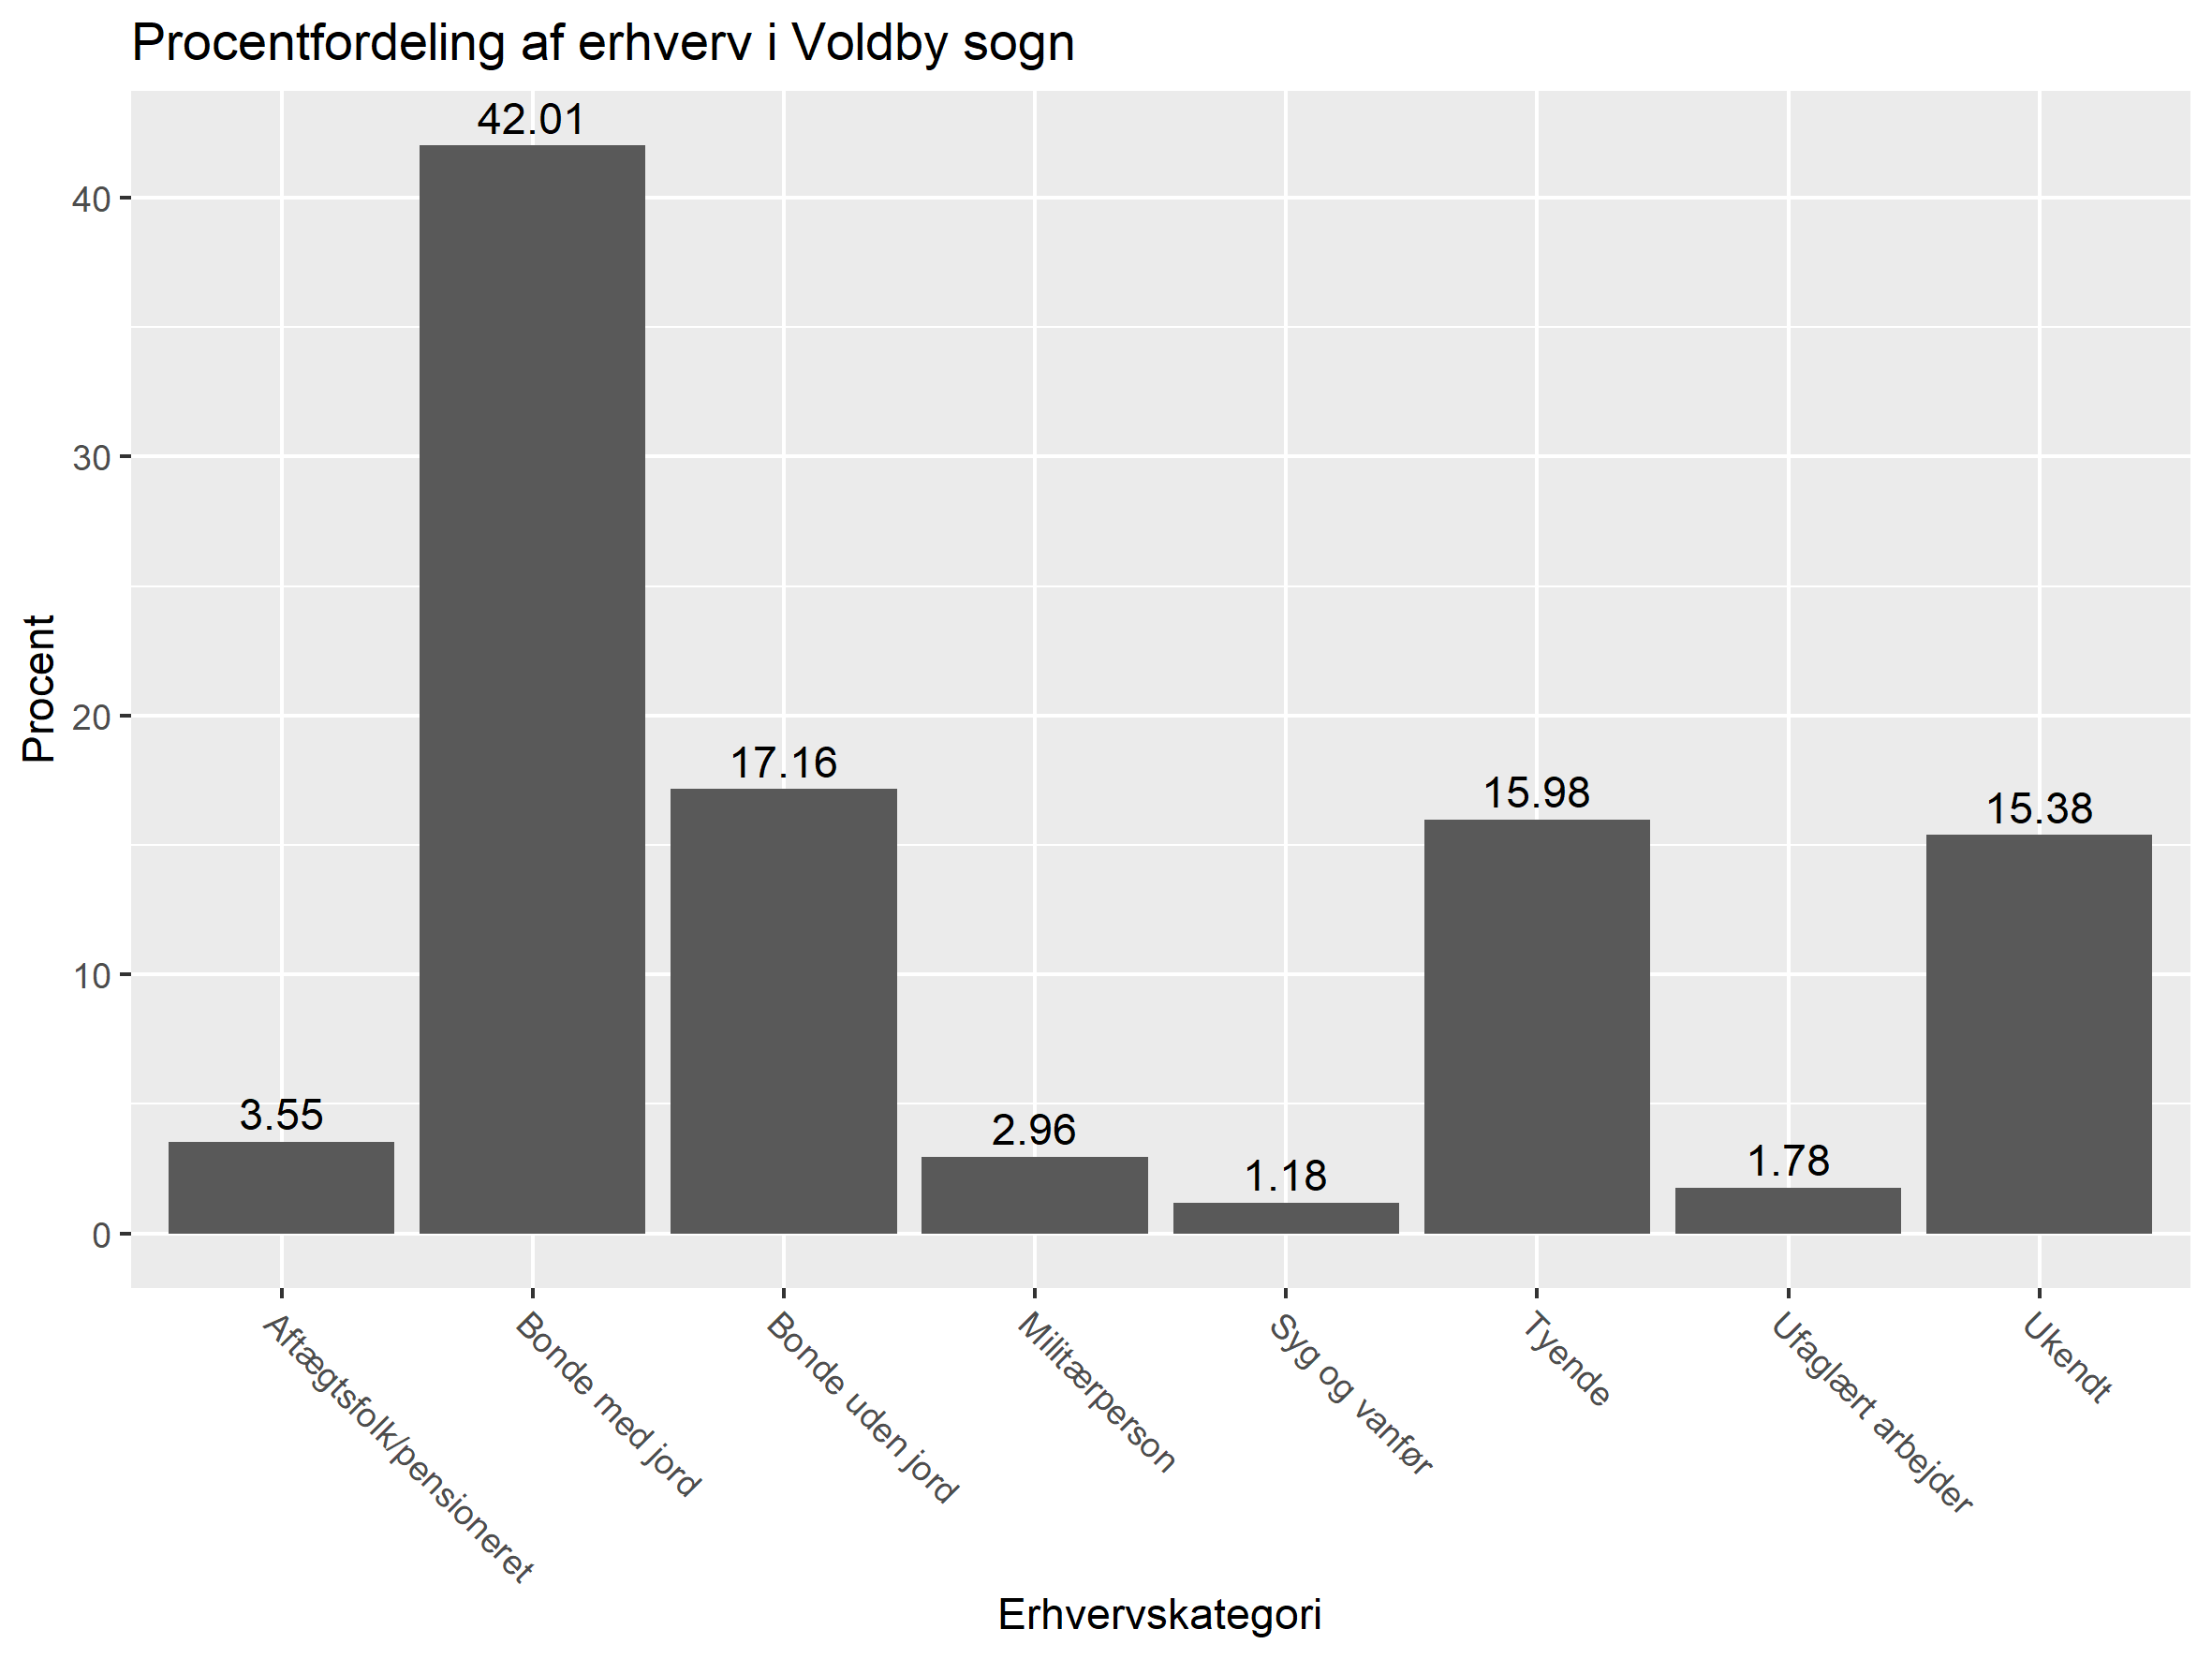 Procentfordeling af erhverv i Voldby sogn
42.01
40
30
Procent
20
17.16
15.98
15.38
10
3.55
2.96
1.18
1.78
0
Aftægtsfolk/pensioneret
Bonde med jord
Bonde uden jord
Militærperson
Syg og vanfør
Tyende
Ufaglært arbejder
Ukendt
Erhvervskategori